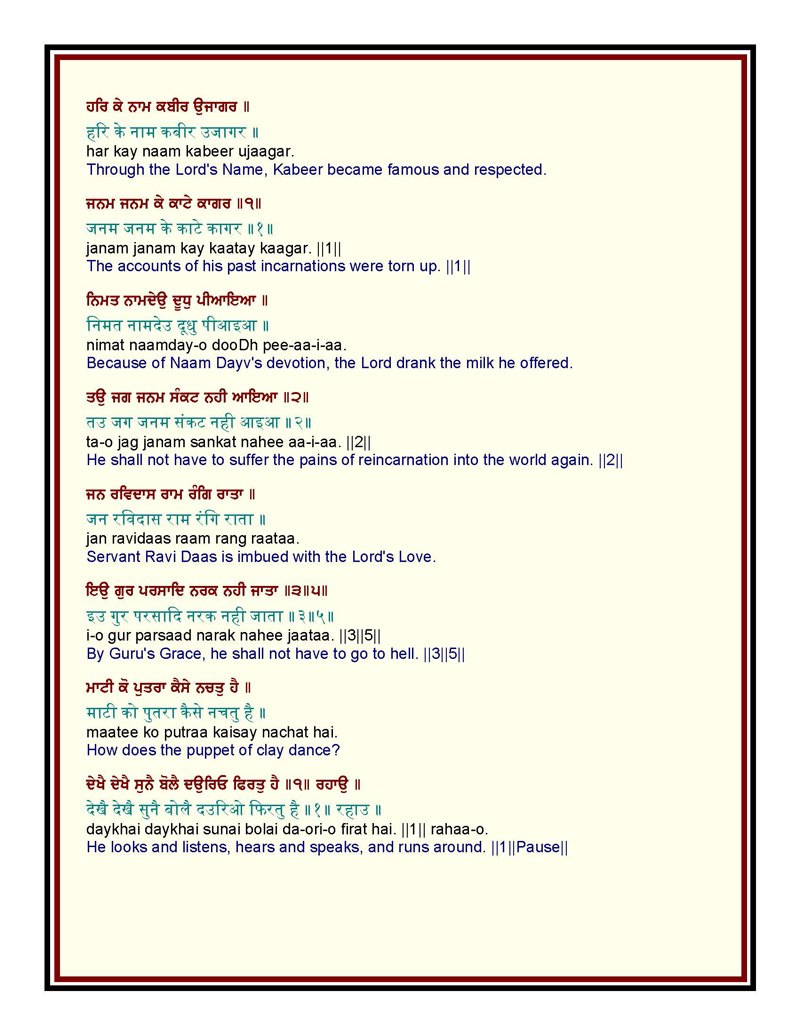 ਹਰਿ ਕੇ ਨਾਮ ਕਬੀਰ ਉਜਾਗਰ ॥
हरि के नाम कबीर उजागर ॥
har kay naam kabeer ujaagar.
Through the Lord's Name, Kabeer became famous and respected.
ਜਨਮ ਜਨਮ ਕੇ ਕਾਟੇ ਕਾਗਰ ॥੧॥
जनम जनम के काटे कागर ॥१॥
janam janam kay kaatay kaagar. ||1||
The accounts of his past incarnations were torn up. ||1||
ਨਿਮਤ ਨਾਮਦੇਉ ਦੂਧੁ ਪੀਆਇਆ ॥
निमत नामदेउ दूधु पीआइआ ॥
nimat naamday-o dooDh pee-aa-i-aa.
Because of Naam Dayv's devotion, the Lord drank the milk he offered.
ਤਉ ਜਗ ਜਨਮ ਸੰਕਟ ਨਹੀ ਆਇਆ ॥੨॥
तउ जग जनम संकट नही आइआ ॥२॥
ta-o jag janam sankat nahee aa-i-aa. ||2||
He shall not have to suffer the pains of reincarnation into the world again. ||2||
ਜਨ ਰਵਿਦਾਸ ਰਾਮ ਰੰਗਿ ਰਾਤਾ ॥
जन रविदास राम रंगि राता ॥
jan ravidaas raam rang raataa.
Servant Ravi Daas is imbued with the Lord's Love.
ਇਉ ਗੁਰ ਪਰਸਾਦਿ ਨਰਕ ਨਹੀ ਜਾਤਾ ॥੩॥੫॥
इउ गुर परसादि नरक नही जाता ॥३॥५॥
i-o gur parsaad narak nahee jaataa. ||3||5||
By Guru's Grace, he shall not have to go to hell. ||3||5||
ਮਾਟੀ ਕੋ ਪੁਤਰਾ ਕੈਸੇ ਨਚਤੁ ਹੈ ॥
माटी को पुतरा कैसे नचतु है ॥
maatee ko putraa kaisay nachat hai.
How does the puppet of clay dance?
ਦੇਖੈ ਦੇਖੈ ਸੁਨੈ ਬੋਲੈ ਦਉਰਿਓ ਫਿਰਤੁ ਹੈ ॥੧॥ ਰਹਾਉ ॥
देखै देखै सुनै बोलै दउरिओ फिरतु है ॥१॥ रहाउ ॥
daykhai daykhai sunai bolai da-ori-o firat hai. ||1|| rahaa-o.
He looks and listens, hears and speaks, and runs around. ||1||Pause||